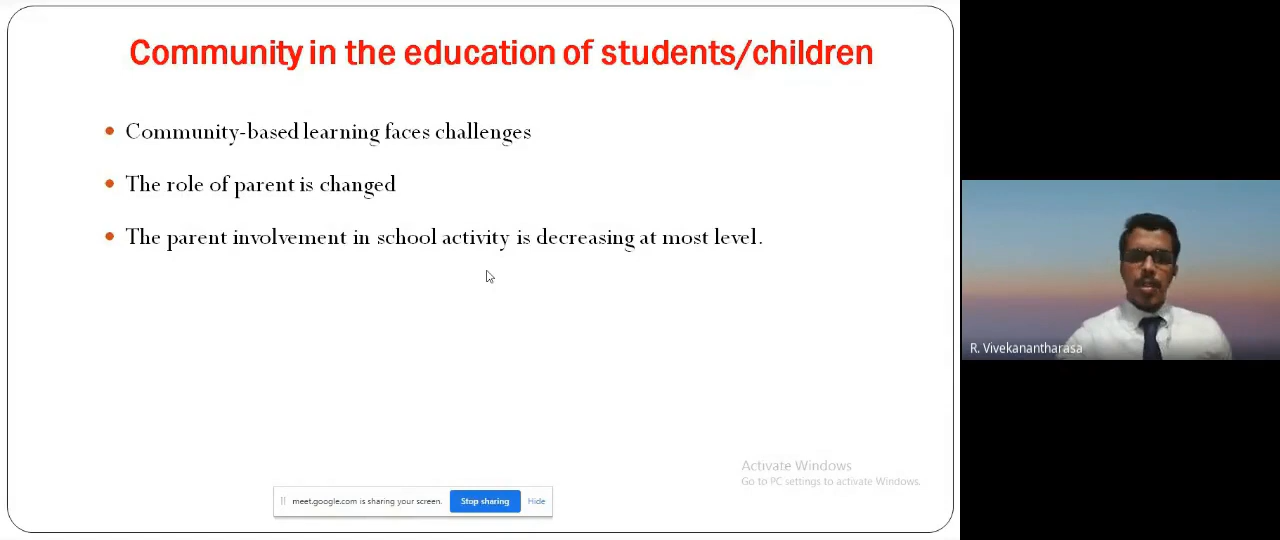 Community in the education of students/children
Community-based learning faces challenges
The role of parent is changed
The parent involvement in school activity is decreasing at most level.
R. Vivekanantharasa
Activate Windows
Go to PC settings to activate Windows.
meet.google.com is sharing your screen.
Stop sharing
Hide